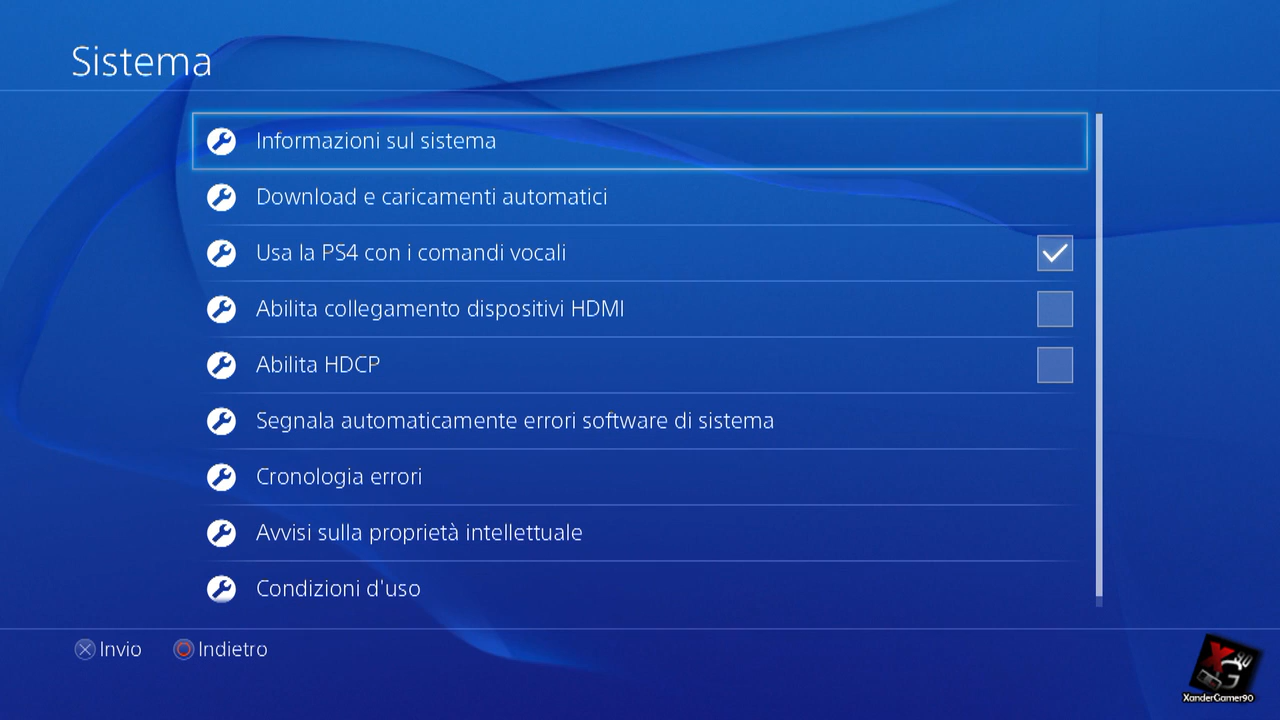 Sistema
Informazioni sul sistema
Download e caricamenti automatici
Usa la PS4 con i comandi vocali
Abilita collegamento dispositivi HDMI
Abilita HDCP
Segnala automaticamente errori software di sistema
Cronologia errori
Avvisi sulla proprietà intellettuale
Condizioni d'uso
Invio
Indietro
X 90
G
XanderGamer90